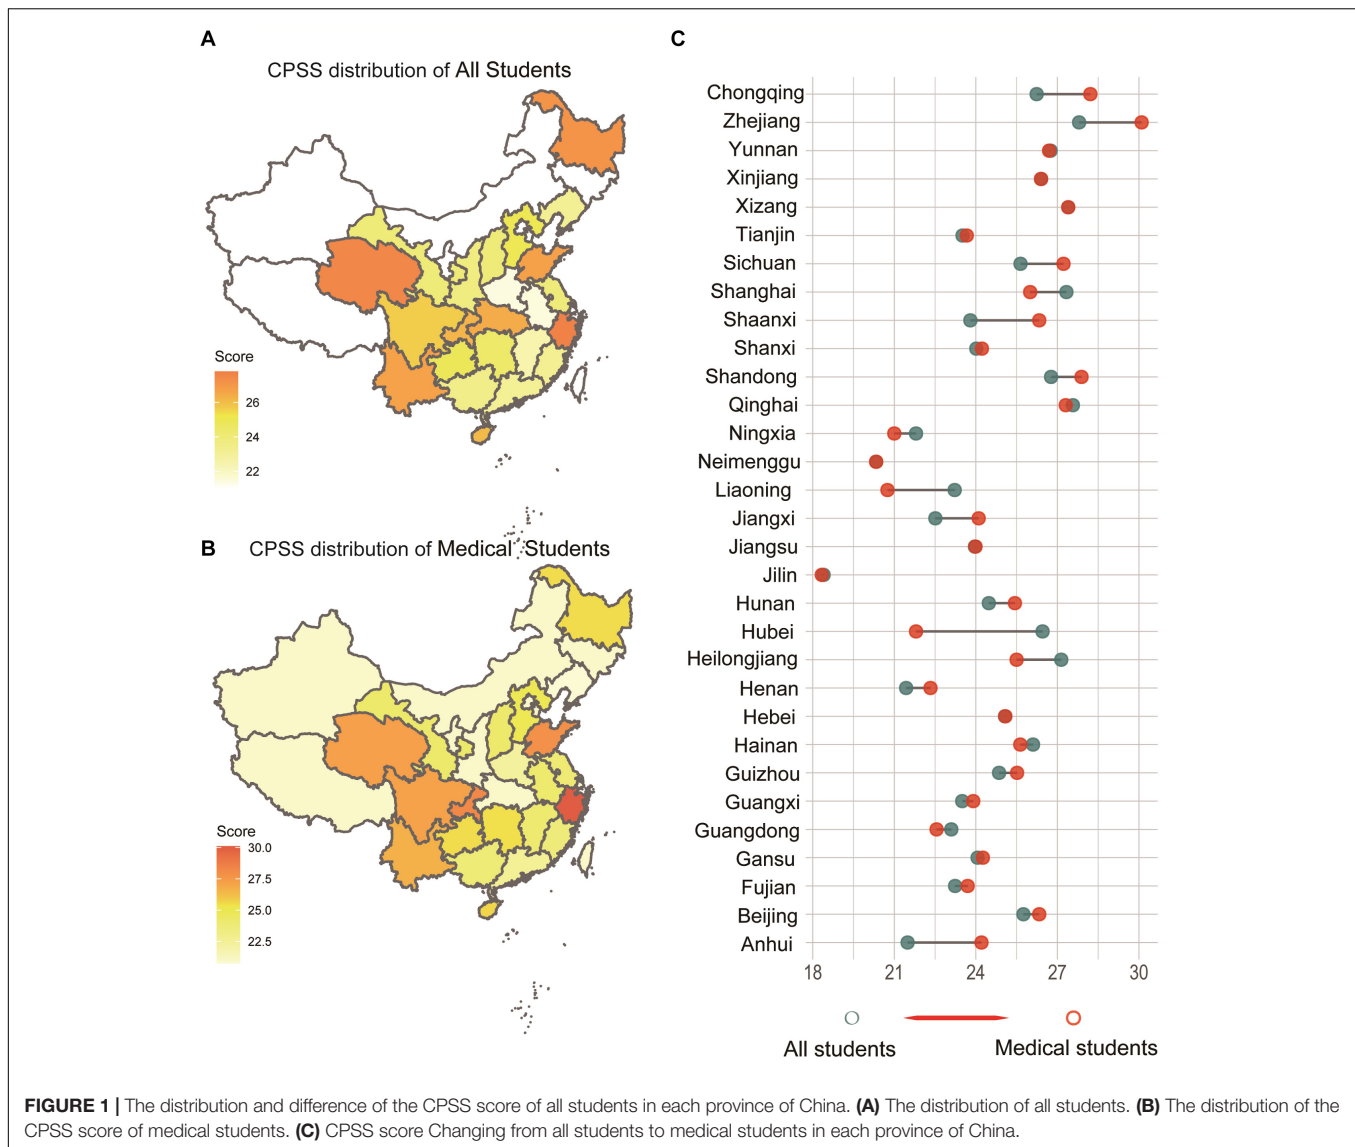 A
CPSS distribution of All Students
Score
26
24
22
B
CPSS distribution of Medical Students
Score
30.0
27.5
25.0
22.5
C
Chongqing
Zhejiang
Yunnan
Xinjiang
Xizang
Tianjin
Sichuan
Shanghai
Shaanxi
Shanxi
Shandong
Qinghai
Ningxia
Neimenggu
Liaoning
Jiangxi
Jiangsu
Jilin
Hunan
Hubei
Heilongjiang
Henan
Hebei
Hainan
Guizhou
Guangxi
Guangdong
Gansu
Fujian
Beijing
Anhui
18 21 24 27 30
All students Medical students
FIGURE 1 | The distribution and difference of the CPSS score of all students in each province of China. (A) The distribution of all students. (B) The distribution of the
CPSS score of medical students. (C) CPSS score Changing from all students to medical students in each province of China.